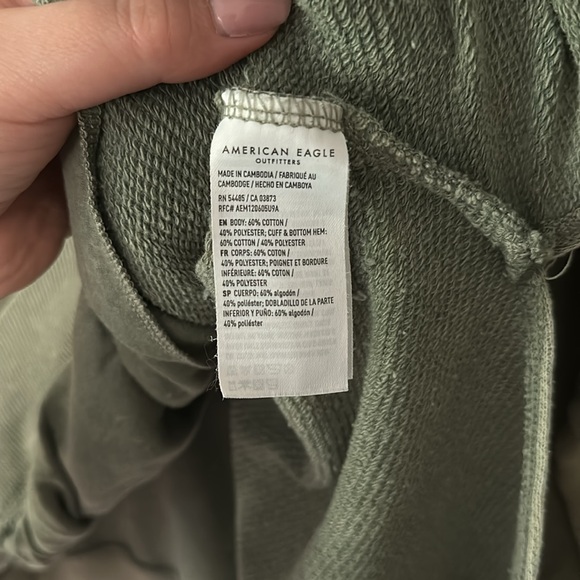 AMERICAN EAGLE
OUTFITTERS
MADE IN CAMBODIA / FABRIQUÉ AU
CAMBODGE / HECHO EN CAMBOYA
RN 54485 / CA 03873
RFC# AEM120605U9A
EN BODY: 60% COTTON /
40% POLYESTER; CUFF & BOTTOM HEM:
60% COTTON / 40% POLYESTER
FR CORPS: 60% COTON /
40% POLYESTER; POIGNET ET BORDURE
INFÉRIEURE: 60% COTON /
40% POLYESTER
SP CUERPO: 60% algodón /
40% poliéster; DOBLADILLO DE LA PARTE
INFERIOR Y PUÑO: 60% algodón /
40% poliéster